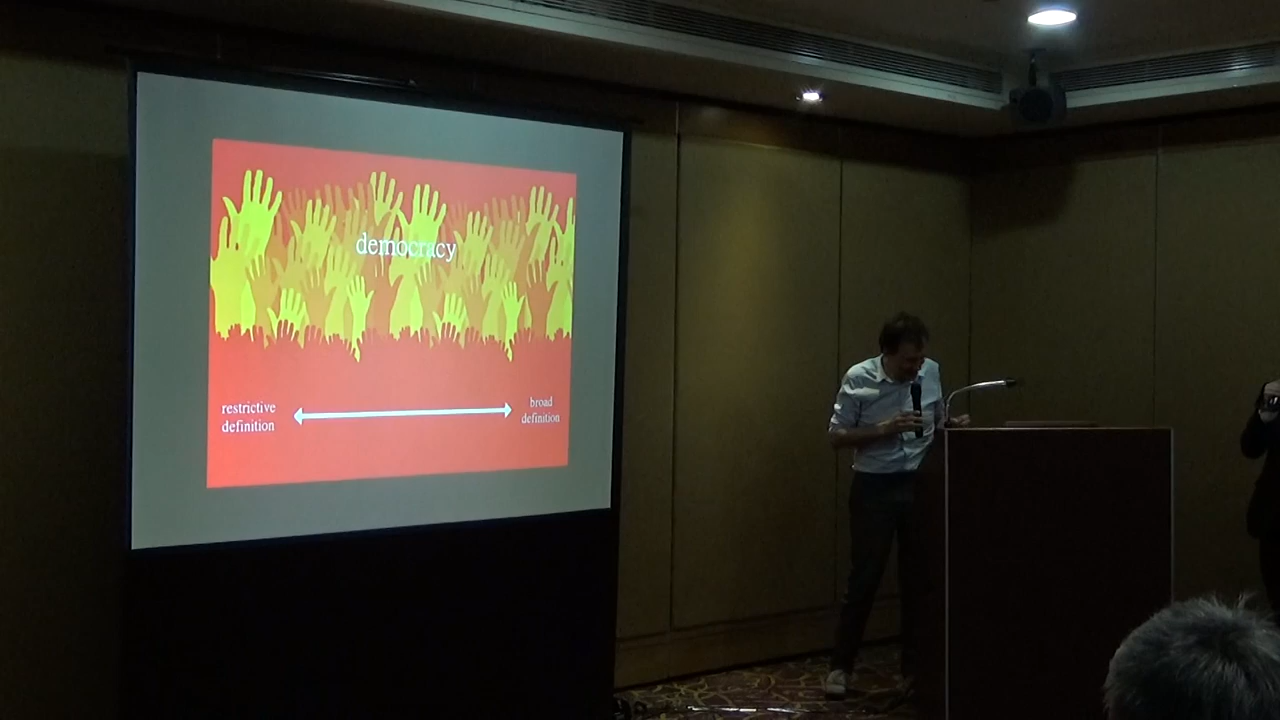 democracy
restrictive
definition
broad
definition